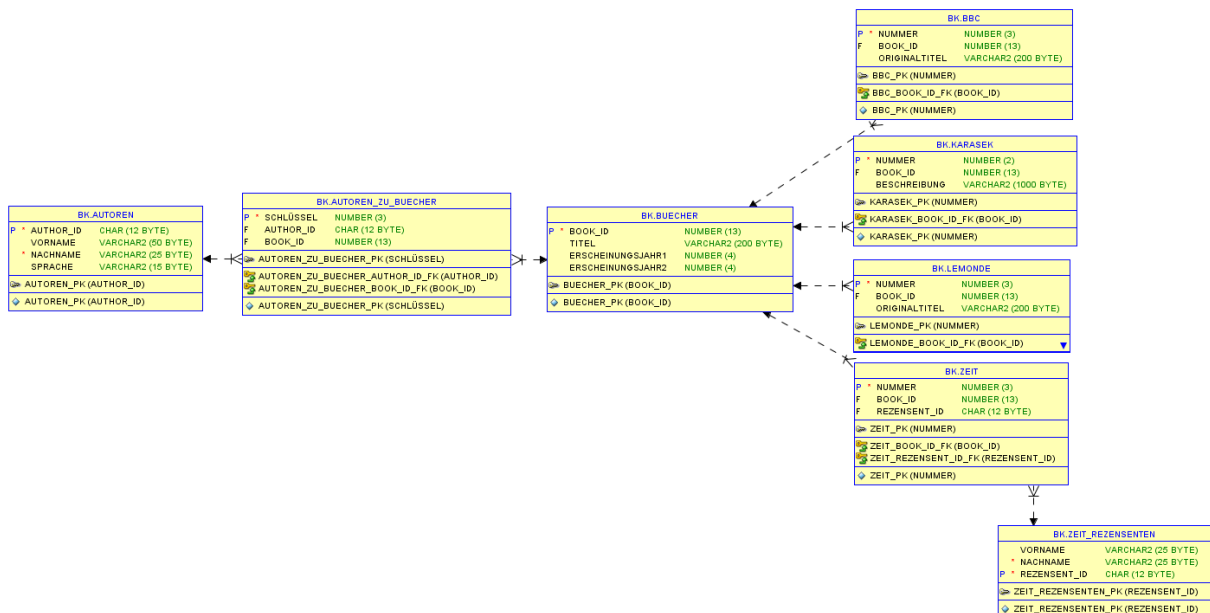 BK.BBC
P * NUMMER NUMBER (3)
F BOOK_ID NUMBER (13)
ORIGINALTITEL VARCHAR2 (200 BYTE)
BBC_PK (NUMMER)
BBC_BOOK_ID_FK (BOOK_ID)
BBC_PK (NUMMER)
BK.KARASEK
P * NUMMER NUMBER (2)
F BOOK_ID NUMBER (13)
BESCHREIBUNG VARCHAR2 (1000 BYTE)
KARASEK_PK (NUMMER)
KARASEK_BOOK_ID_FK (BOOK_ID)
KARASEK_PK (NUMMER)
BK.AUTOREN
P * AUTHOR_ID CHAR (12 BYTE)
VORNAME VARCHAR2 (50 BYTE)
* NACHNAME VARCHAR2 (25 BYTE)
SPRACHE VARCHAR2 (15 BYTE)
AUTOREN_PK (AUTHOR_ID)
AUTOREN_PK (AUTHOR_ID)
BK.AUTOREN_ZU_BUECHER
P * SCHLÜSSEL NUMBER (3)
F AUTHOR_ID CHAR (12 BYTE)
F BOOK_ID NUMBER (13)
AUTOREN_ZU_BUECHER_PK (SCHLÜSSEL)
AUTOREN_ZU_BUECHER_AUTHOR_ID_FK (AUTHOR_ID)
AUTOREN_ZU_BUECHER_BOOK_ID_FK (BOOK_ID)
AUTOREN_ZU_BUECHER_PK (SCHLÜSSEL)
BK.BUECHER
P * BOOK_ID NUMBER (13)
TITEL VARCHAR2 (200 BYTE)
ERSCHEINUNGSJAHR1 NUMBER (4)
ERSCHEINUNGSJAHR2 NUMBER (4)
BUECHER_PK (BOOK_ID)
BUECHER_PK (BOOK_ID)
BK.LEMONDE
P * NUMMER NUMBER (3)
F BOOK_ID NUMBER (13)
ORIGINALTITEL VARCHAR2 (200 BYTE)
LEMONDE_PK (NUMMER)
LEMONDE_BOOK_ID_FK (BOOK_ID)
BK.ZEIT
P * NUMMER NUMBER (3)
F BOOK_ID NUMBER (13)
F REZENSENT_ID CHAR (12 BYTE)
ZEIT_PK (NUMMER)
ZEIT_BOOK_ID_FK (BOOK_ID)
ZEIT_REZENSENT_ID_FK (REZENSENT_ID)
ZEIT_PK (NUMMER)
BK.ZEIT_REZENSENTEN
VORNAME VARCHAR2 (25 BYTE)
* NACHNAME VARCHAR2 (25 BYTE)
P * REZENSENT_ID CHAR (12 BYTE)
ZEIT_REZENSENTEN_PK (REZENSENT_ID)
ZEIT_REZENSENTEN_PK (REZENSENT_ID)